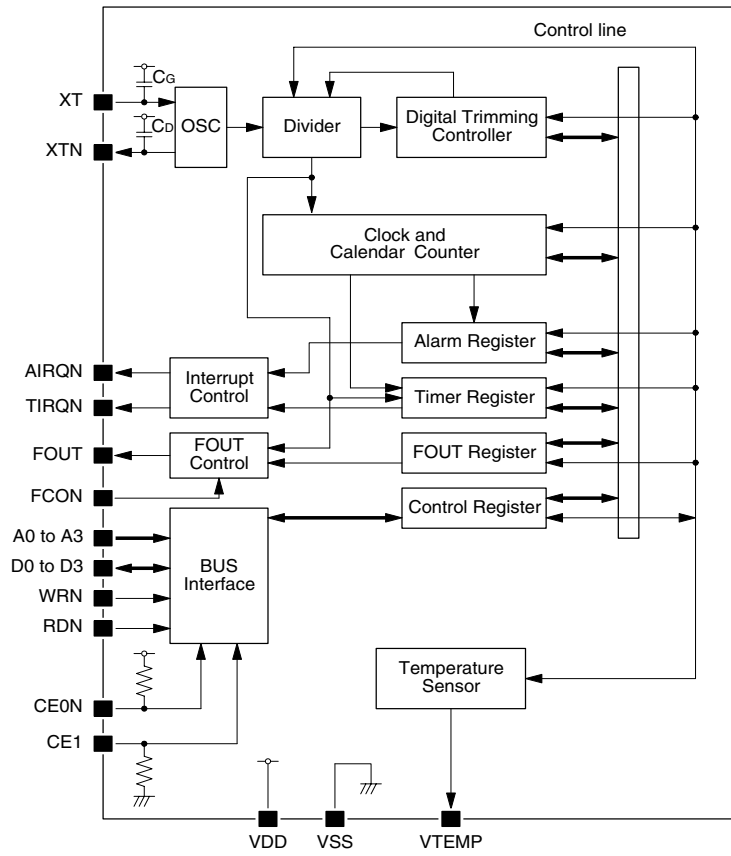 Control line
XT
CG
OSC
Divider
Digital Trimming
Controller
CD
XTN
Clock and
Calendar Counter
Alarm Register
AIRQN
Interrupt
Control
Timer Register
TIRQN
FOUT
FOUT
Control
FOUT Register
FCON
Control Register
A0 to A3
D0 to D3
BUS
Interface
WRN
RDN
Temperature
Sensor
CE0N
CE1
VDD
VSS
VTEMP